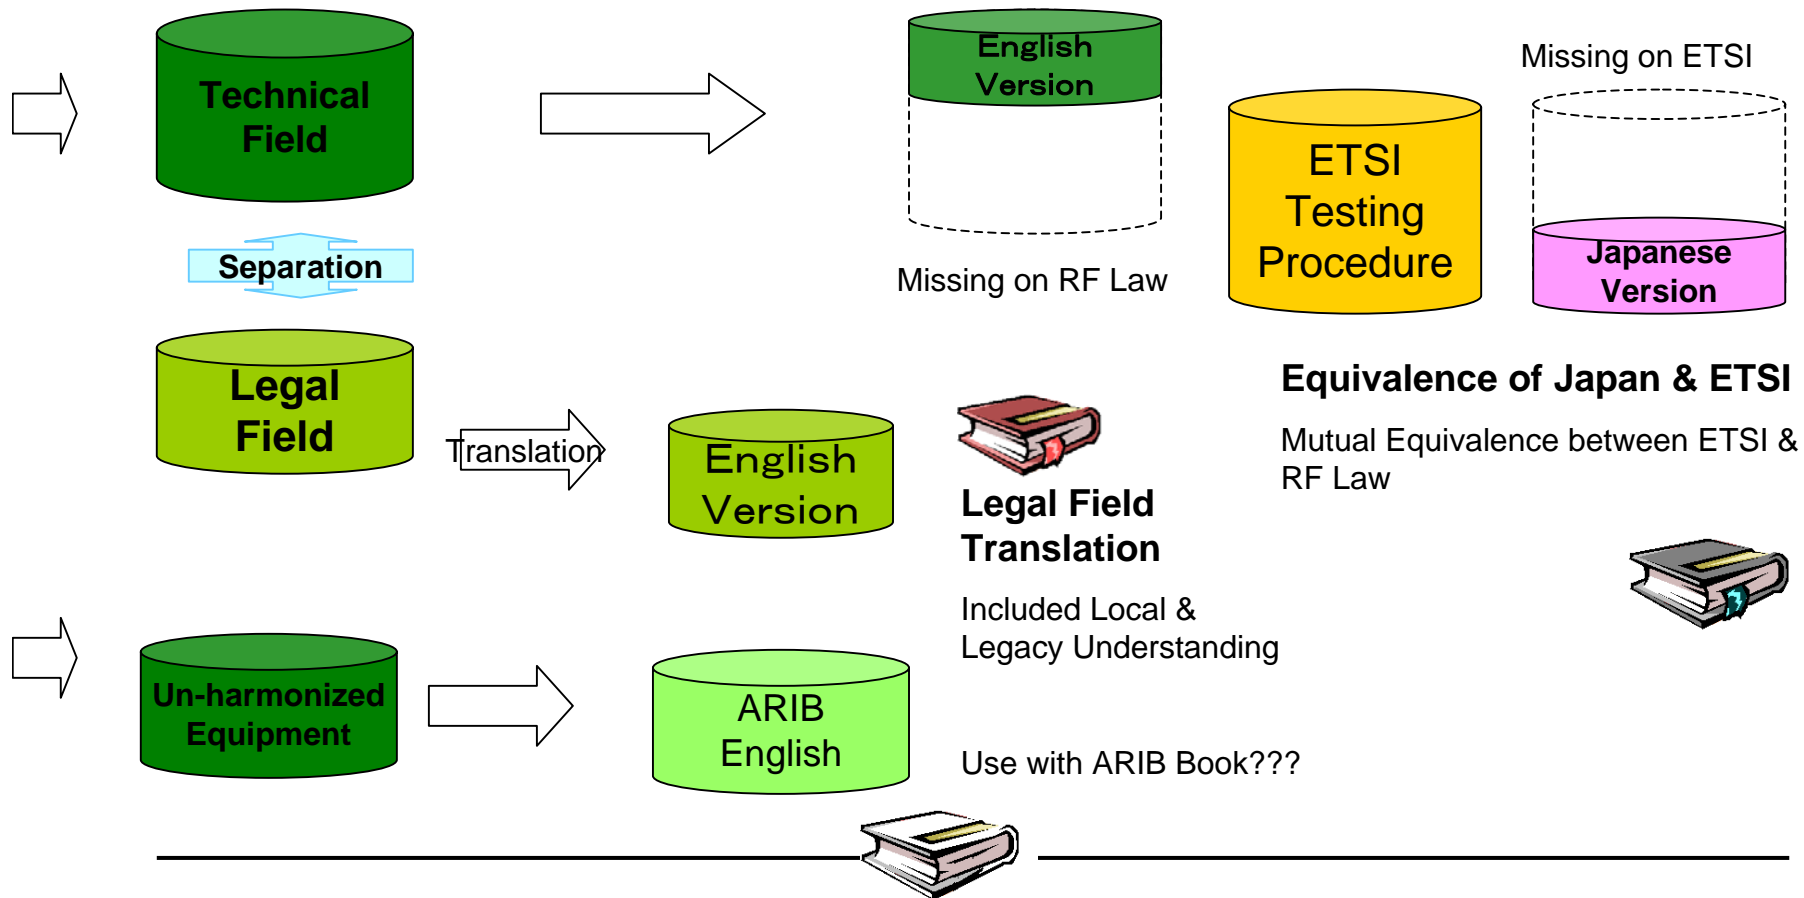 Technical
Field
English
Version
Missing on ETSI
ETSI
Testing
Procedure
Separation
Missing on RF Law
Japanese
Version
Legal
Field
Translation
English
Version
Equivalence of Japan & ETSI
Mutual Equivalence between ETSI &
RF Law
Legal Field
Translation
Included Local &
Legacy Understanding
Un-harmonized
Equipment
ARIB
English
Use with ARIB Book???